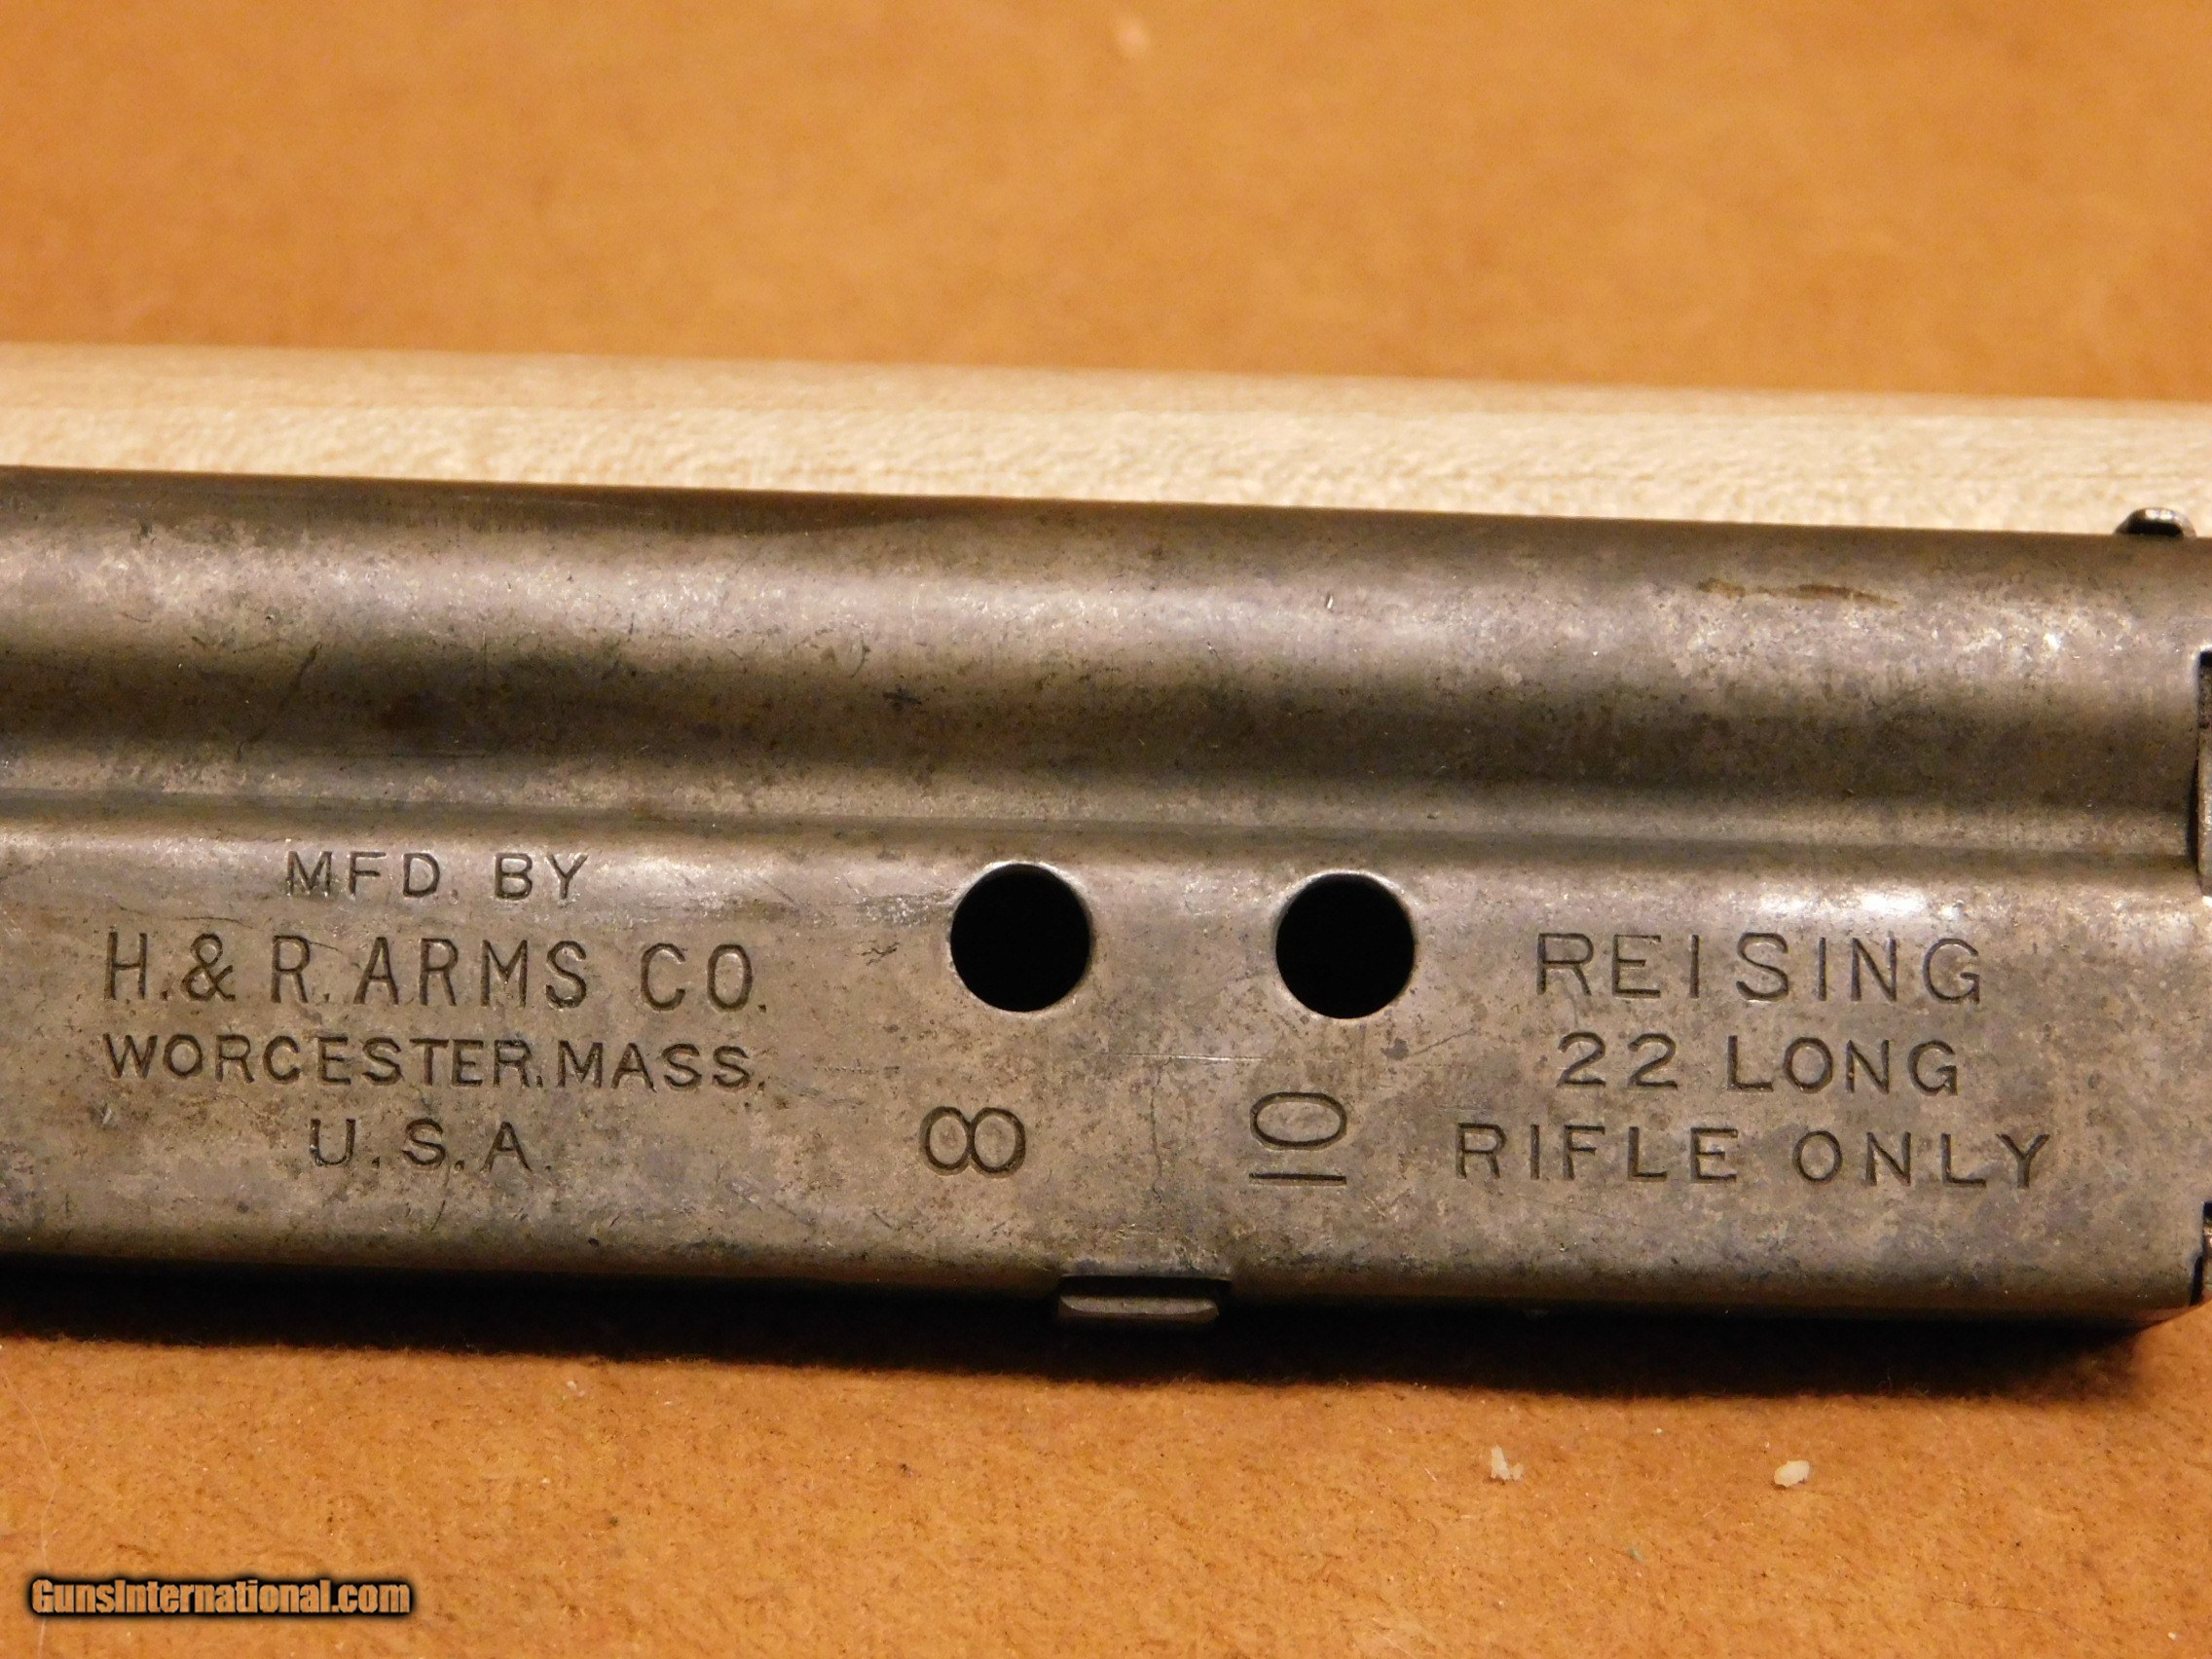 MFD. BY
H. & R. ARMS CO.
WORCESTER. MASS.
U.S.A.
8
10
REISING
22 LONG
RIFLE ONLY
GunsInternational.com